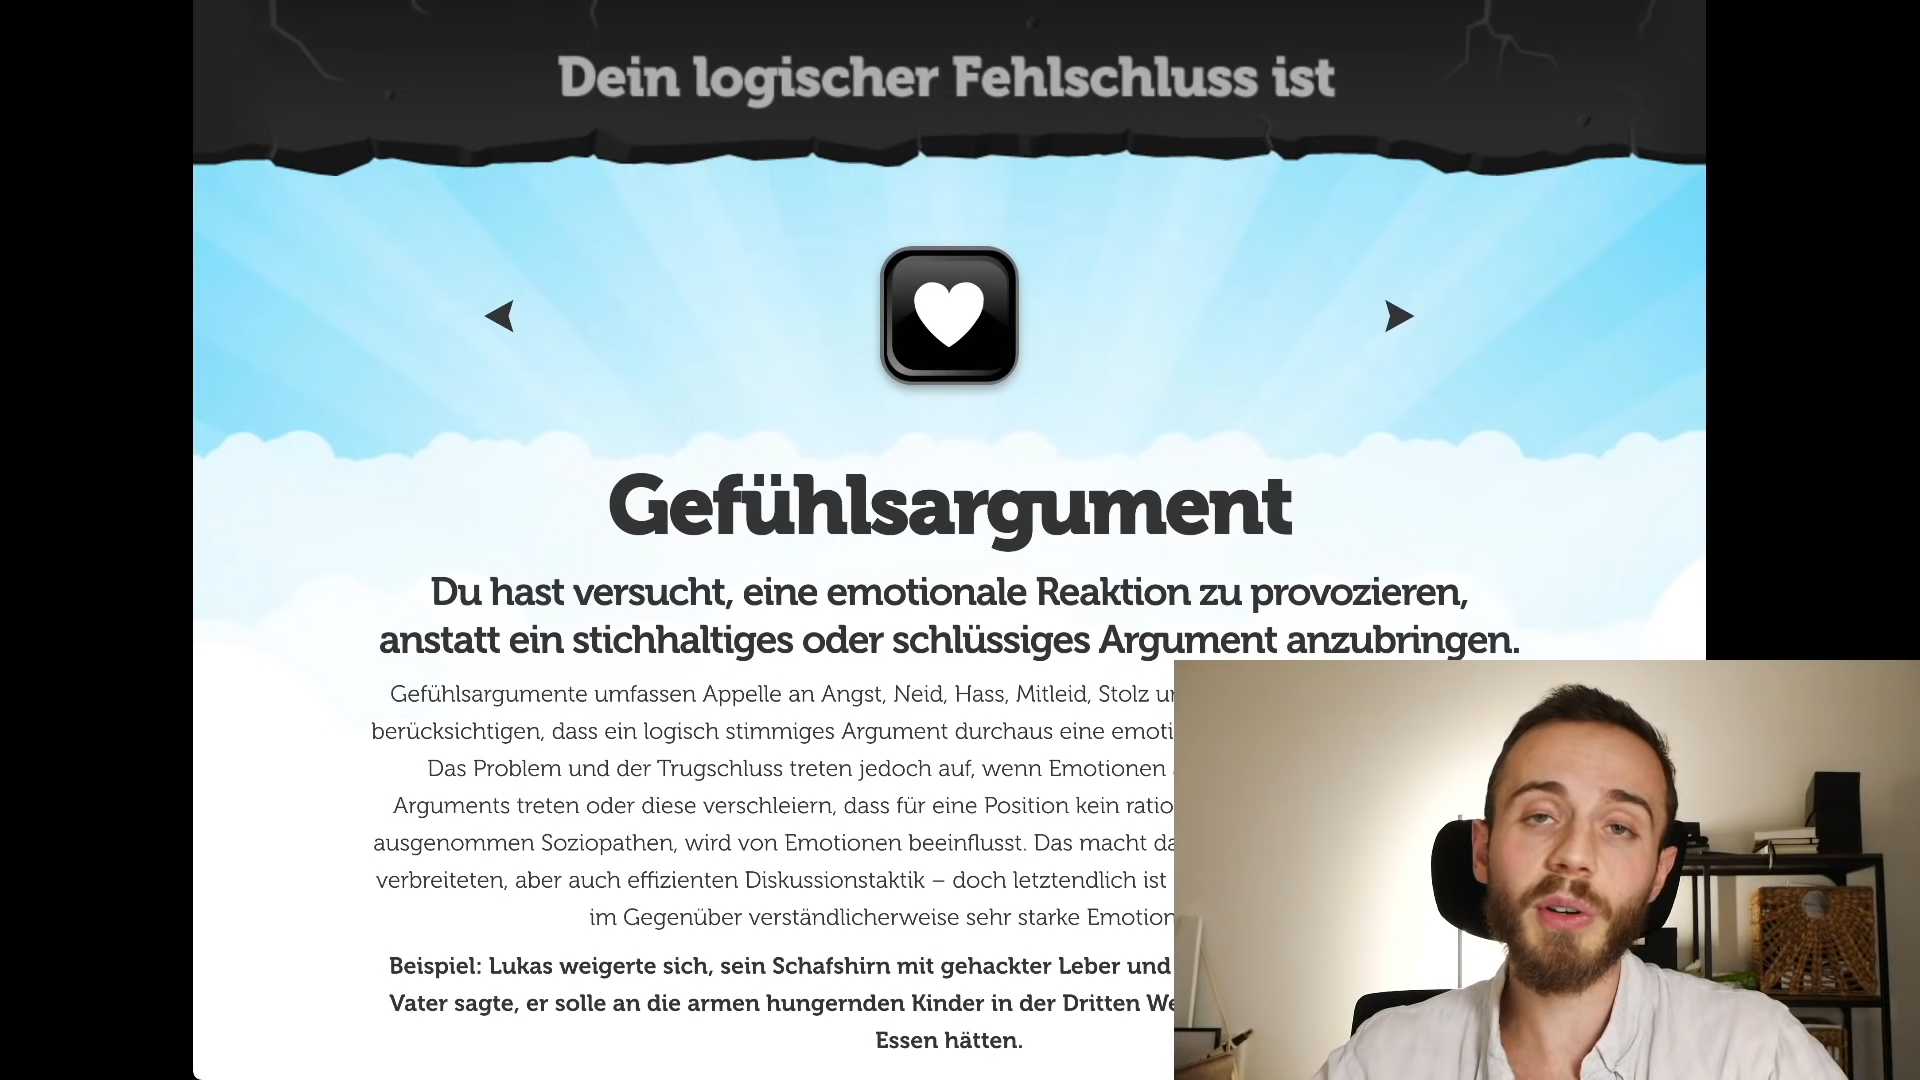 Dein logischer Fehlschluss ist
Gefühlsargument
Du hast versucht, eine emotionale Reaktion zu provozieren,
anstatt ein stichhaltiges oder schlüssiges Argument anzubringen.
Gefühlsargumente umfassen Appelle an Angst, Neid, Hass, Mitleid, Stolz
berücksichtigen, dass ein logisch stimmiges Argument durchaus eine
Das Problem und der Trugschluss treten jedoch auf, wenn Emotionen
Arguments treten oder diese verschleiern, dass für eine Position kein
ausgenommen Soziopathen, wird von Emotionen beeinflusst. Das macht
verbreiteten, aber auch effizienten Diskussionstaktik – doch letztendlich ist
im Gegenüber verständlicherweise sehr starke
Beispiel: Lukas weigerte sich, sein Schafshirn mit gehackter Leber und
Vater sagte, er solle an die armen hungernden Kinder in der Dritten
Essen hätten.